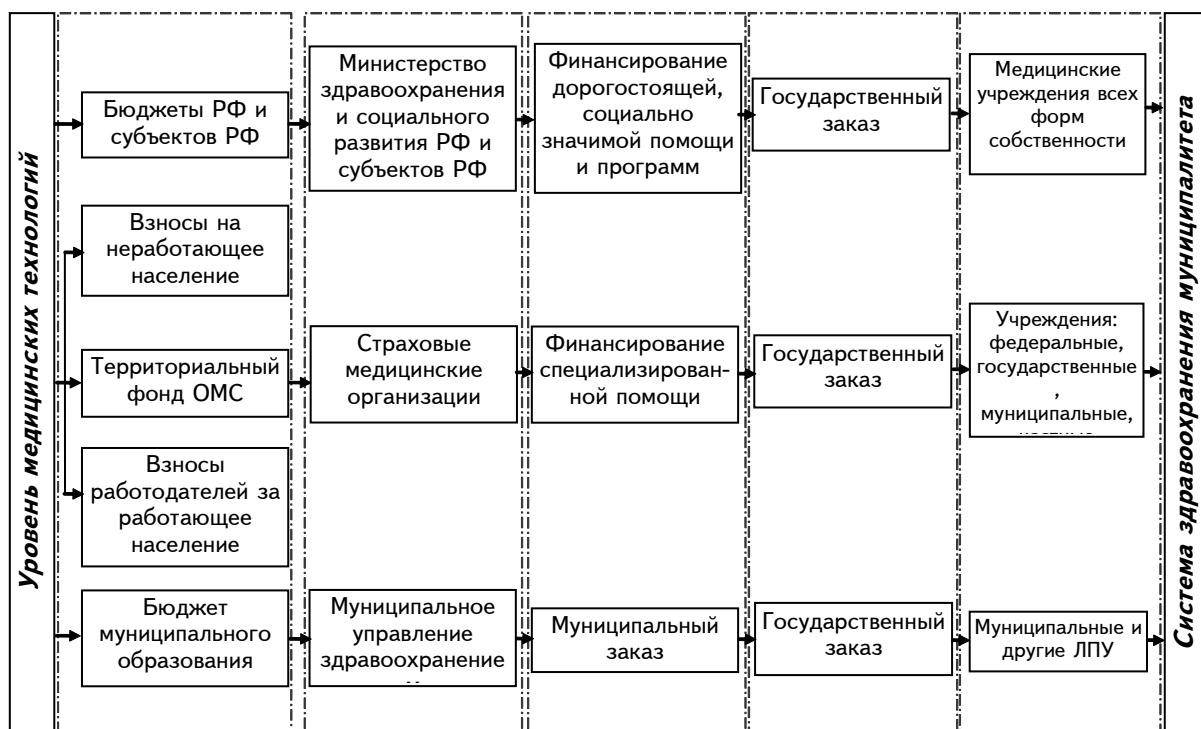 Уровень медицинских технологий
Бюджеты РФ и
субъектов РФ
Министерство
здравоохранения
и социального
развития РФ и
субъектов РФ
Финансирование
дорогостоящей,
социально
значимой помощи
и программ
Государственный
заказ
Медицинские
учреждения всех
форм
собственности
Взносы на
неработающее
население
Территориальный
фонд ОМС
Страховые
медицинские
организации
Финансирование
специализирован-
ной помощи
Государственный
заказ
Учреждения:
федеральные,
государственные
,
муниципальные,
Взносы
работодателей за
работающее
население
Бюджет
муниципального
образования
Муниципальное
управление
здравоохранение
Муниципальный
заказ
Государственный
заказ
Муниципальные и
другие ЛПУ
Система здравоохранения муниципалитета